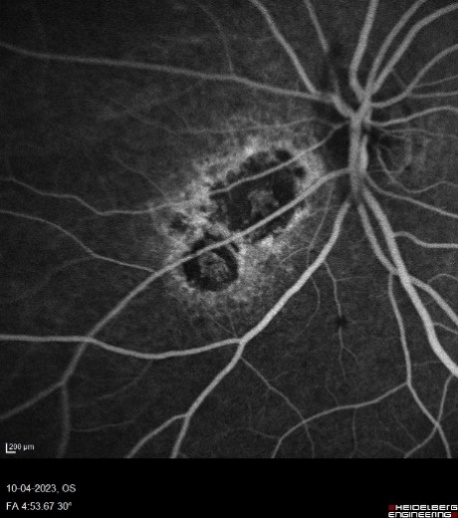 200 µm
10-04-2023, OS
FA 4:53.67 30°
HEIDELBERG
ENGINEERING